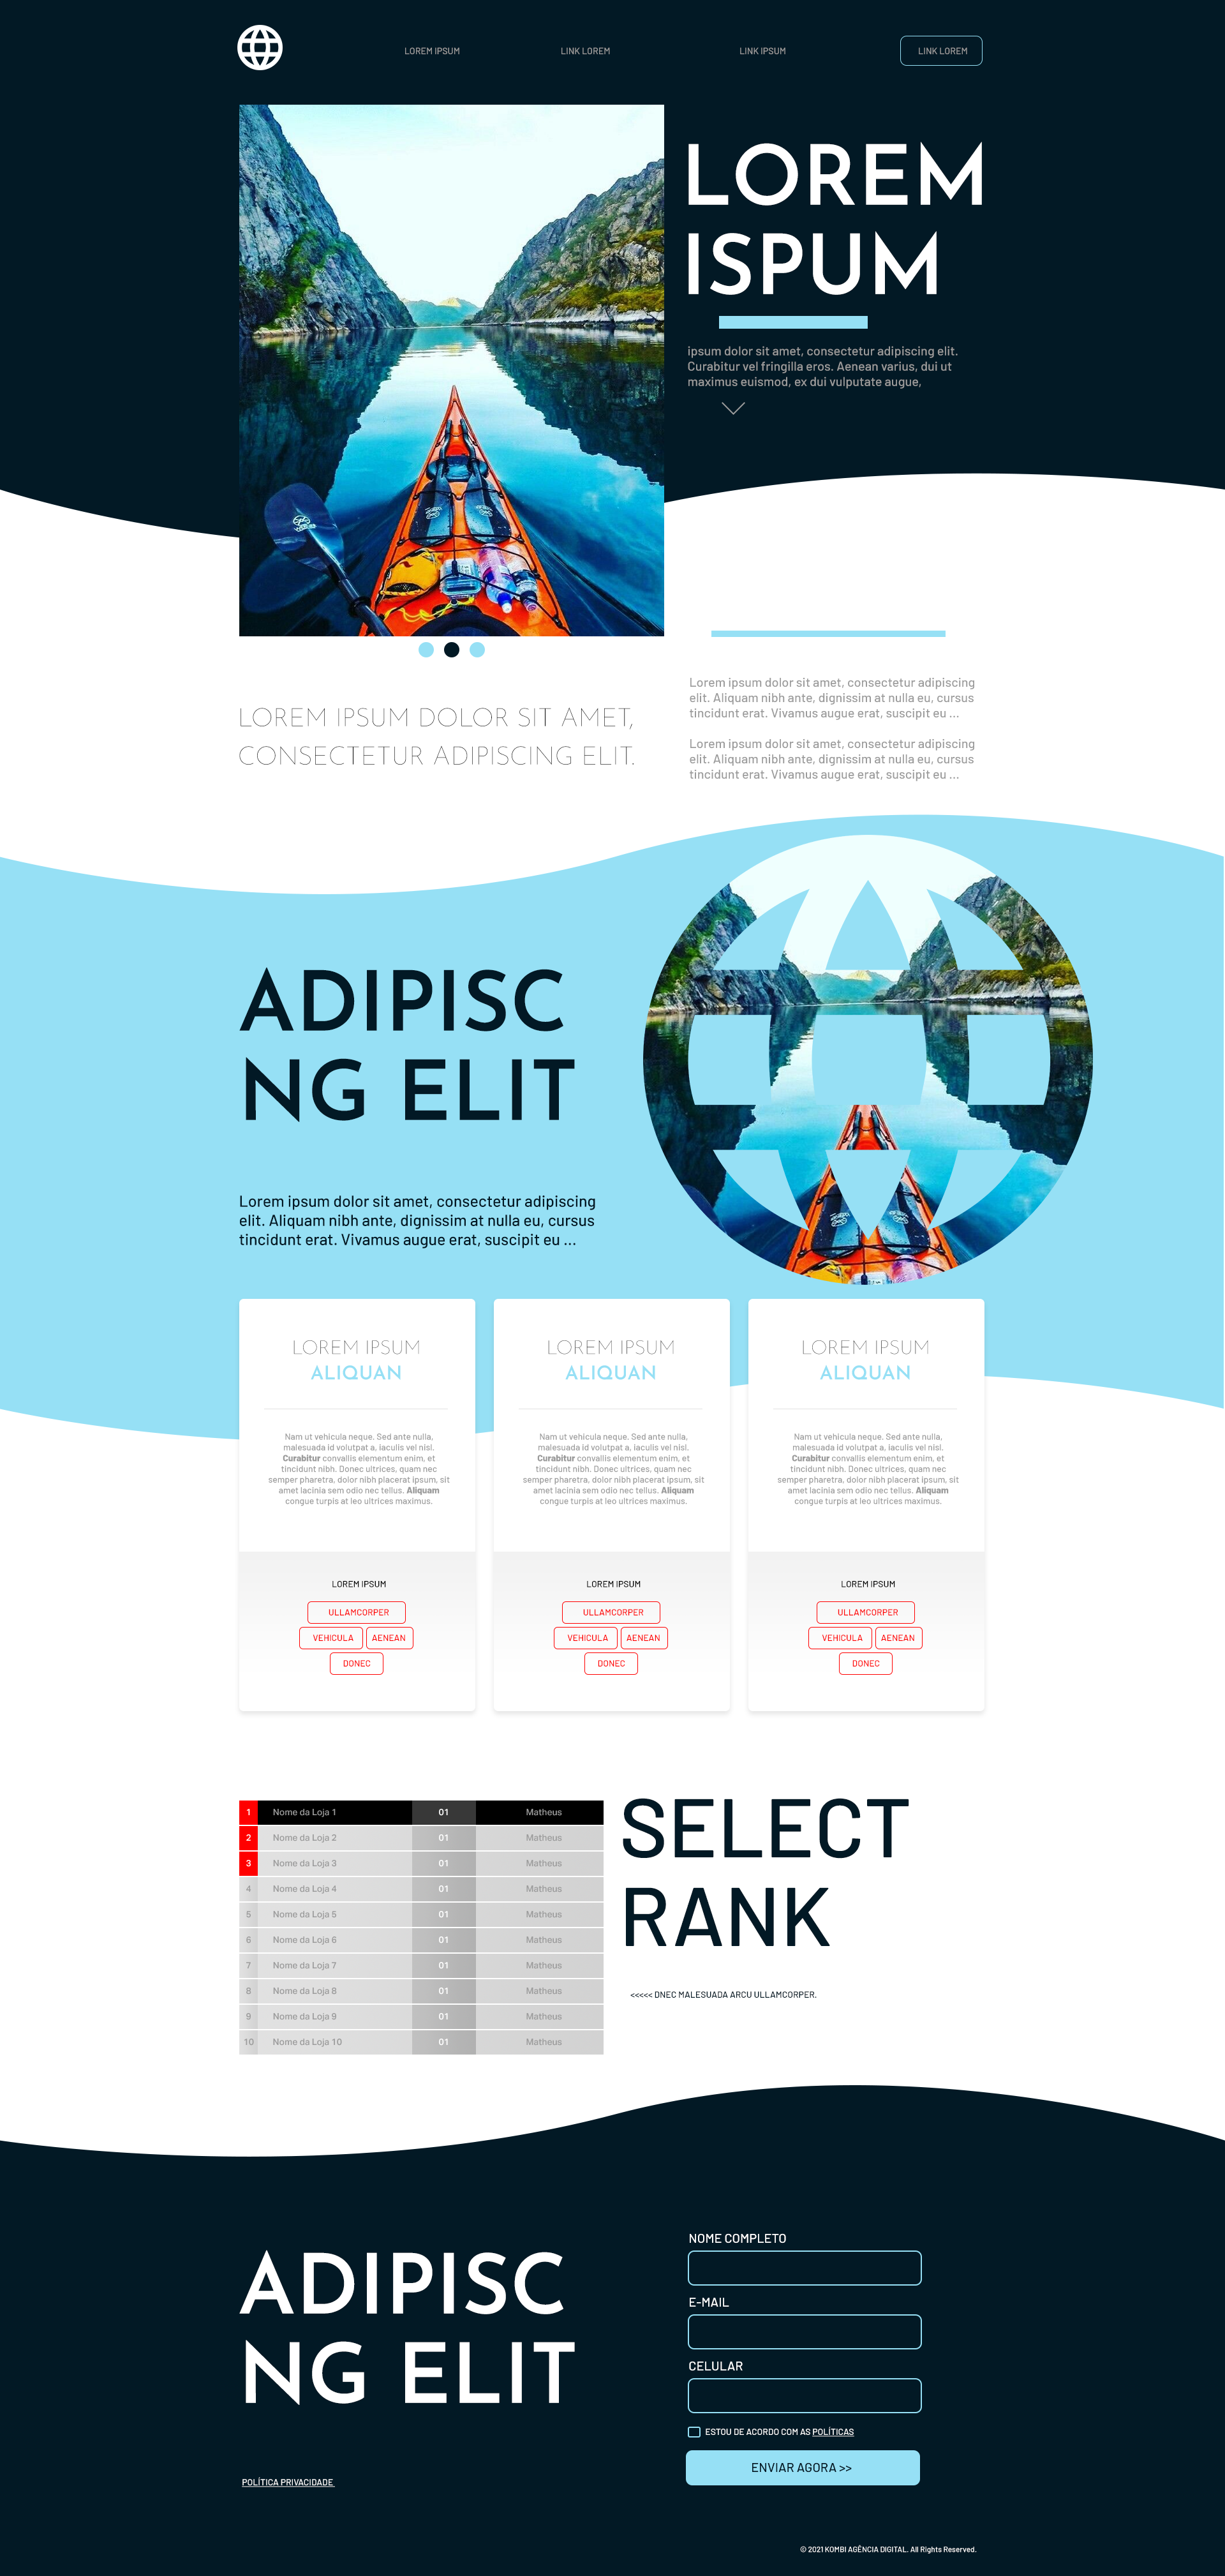 LOREM IPSUM
LINK LOREM
LINK IPSUM
LINK LOREM
LOREM
ISPUM
ipsum dolor sit amet, consectetur adipiscing elit.
Curabitur vel fringilla eros. Aenean varius, dui ut
maximus euismod, ex dui vulputate augue,
Lorem ipsum dolor sit amet, consectetur adipiscing
elit. Aliquam nibh ante, dignissim at nulla eu, cursus
tincidunt erat. Vivamus augue erat, suscipit eu ...
Lorem ipsum dolor sit amet, consectetur adipiscing
elit. Aliquam nibh ante, dignissim at nulla eu, cursus
tincidunt erat. Vivamus augue erat, suscipit eu ...
LOREM IPSUM DOLOR SIT AMET,
CONSECTETUR ADIPISCING ELIT.
ADIPISC
NG ELIT
Lorem ipsum dolor sit amet, consectetur adipiscing
elit. Aliquam nibh ante, dignissim at nulla eu, cursus
tincidunt erat. Vivamus augue erat, suscipit eu ...
LOREM IPSUM
ALIQUAN
Nam ut vehicula neque. Sed ante nulla,
malesuada id volutpat a, iaculis vel nisl.
Curabitur convallis elementum enim, et
tincidunt nibh. Donec ultrices, quam nec
semper pharetra, dolor nibh placerat ipsum, sit
amet lacinia sem odio nec tellus. Aliquam
congue turpis at leo ultrices maximus.
LOREM IPSUM
ULLAMCORPER
VEHICULA AENEAN
DONEC
LOREM IPSUM
ALIQUAN
Nam ut vehicula neque. Sed ante nulla,
malesuada id volutpat a, iaculis vel nisl.
Curabitur convallis elementum enim, et
tincidunt nibh. Donec ultrices, quam nec
semper pharetra, dolor nibh placerat ipsum, sit
amet lacinia sem odio nec tellus. Aliquam
congue turpis at leo ultrices maximus.
LOREM IPSUM
ULLAMCORPER
VEHICULA AENEAN
DONEC
LOREM IPSUM
ALIQUAN
Nam ut vehicula neque. Sed ante nulla,
malesuada id volutpat a, iaculis vel nisl.
Curabitur convallis elementum enim, et
tincidunt nibh. Donec ultrices, quam nec
semper pharetra, dolor nibh placerat ipsum, sit
amet lacinia sem odio nec tellus. Aliquam
congue turpis at leo ultrices maximus.
LOREM IPSUM
ULLAMCORPER
VEHICULA AENEAN
DONEC
1 Nome da Loja 1 01 Matheus
2 Nome da Loja 2 01 Matheus
3 Nome da Loja 3 01 Matheus
4 Nome da Loja 4 01 Matheus
5 Nome da Loja 5 01 Matheus
6 Nome da Loja 6 01 Matheus
7 Nome da Loja 7 01 Matheus
8 Nome da Loja 8 01 Matheus
9 Nome da Loja 9 01 Matheus
10 Nome da Loja 10 01 Matheus
SELECT
RANK
<<<<< DNEC MALESUADA ARCU ULLAMCORPER.
ADIPISC
NG ELIT
POLÍTICA PRIVACIDADE
NOME COMPLETO
E-MAIL
CELULAR
ESTOU DE ACORDO COM AS POLÍTICAS
ENVIAR AGORA >>
© 2021 KOMBI AGÊNCIA DIGITAL. All Rights Reserved.